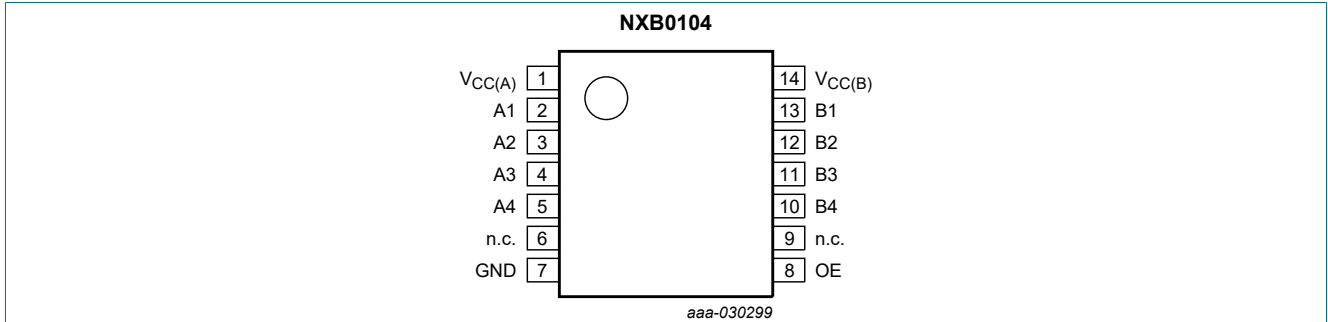 NXB0104
VCC(A) 1 14 VCC(B)
A1 2 13 B1
A2 3 12 B2
A3 4 11 B3
A4 5 10 B4
n.c. 6 9 n.c.
GND 7 8 OE
aaa-030299